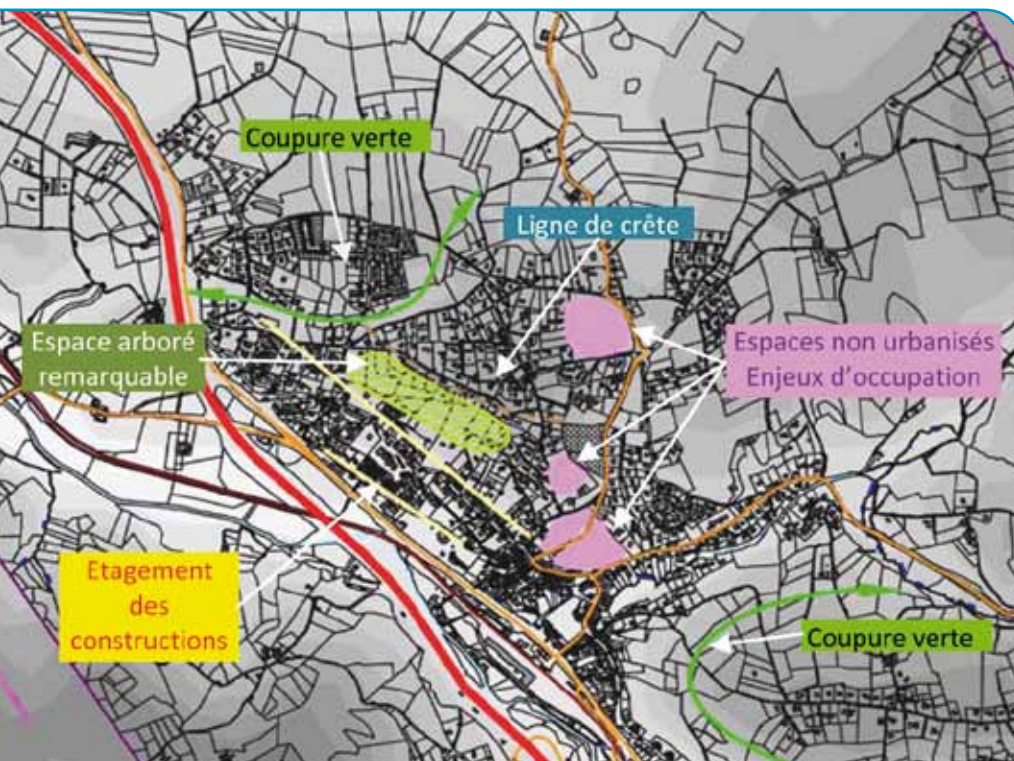 Coupure verte
Ligne de crête
Espace arboré
remarquable
Espaces non urbanisés
Enjeux d'occupation
Etagement
des
constructions
Coupure verte